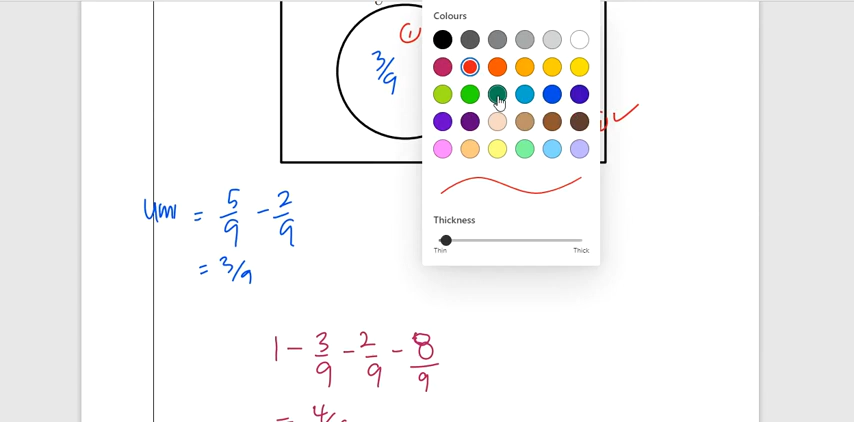 Colours
①
3/9
Thickness
Thin Thick
= 5/9 - 2/9
= 3/9
1 - 3/9 - 2/9 - 8/9